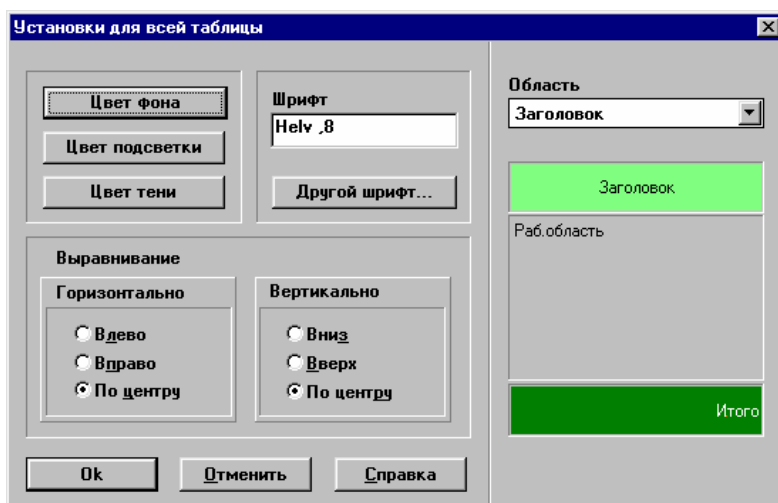 Установки для всей таблицы
Цвет фона
Цвет подсветки
Цвет тени
Шрифт
Helv ,8
Другой шрифт...
Выравнивание
Горизонтально
Влево
Вправо
По центру
Вертикально
Вниз
Вверх
По центру
Ok
Отменить
Справка
Область
Заголовок
Заголовок
Раб.область
Итого